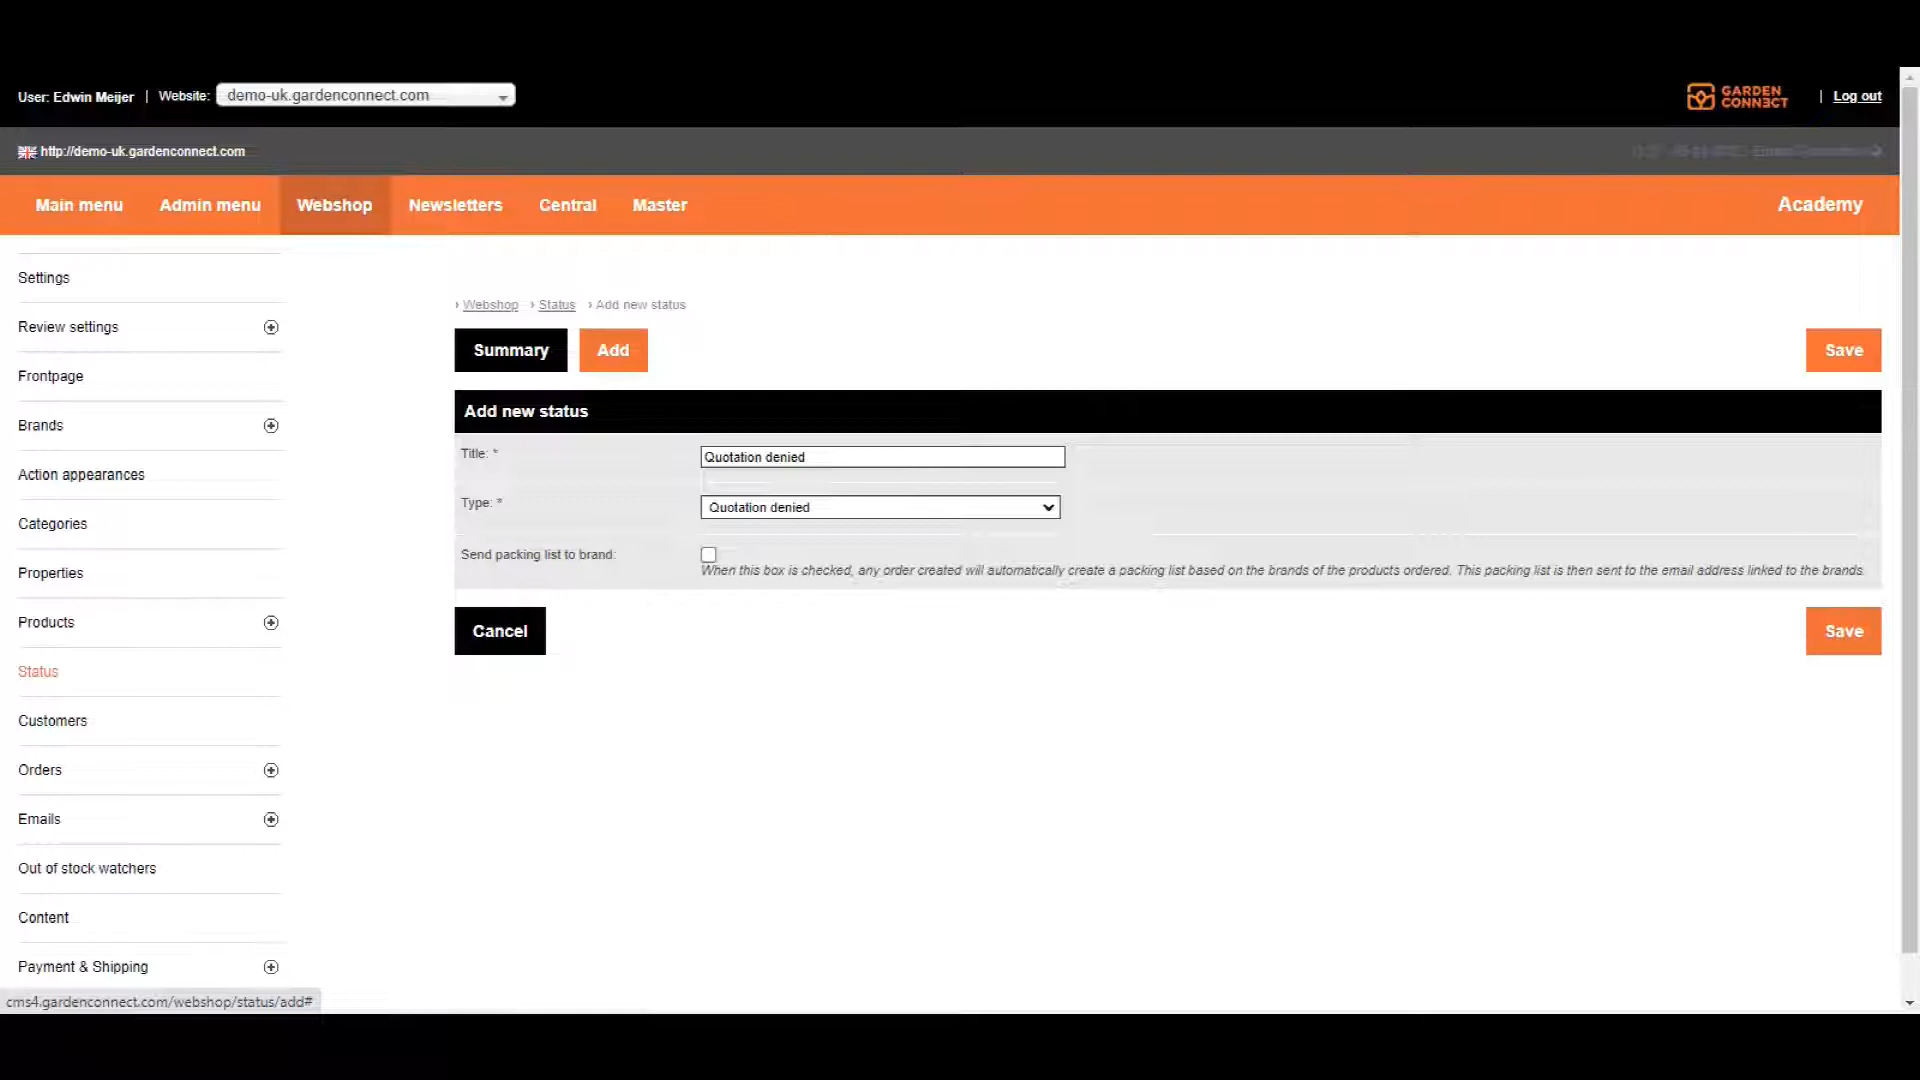 User: Edwin Meijer | Website: demo-uk.gardenconnect.com
GARDEN CONNECT | Log out
http://demo-uk.gardenconnect.com
Main menu Admin menu Webshop Newsletters Central Master Academy
Settings
Review settings
Frontpage
Brands
Action appearances
Categories
Properties
Products
Status
Customers
Orders
Emails
Out of stock watchers
Content
Payment & Shipping
cms4.gardenconnect.com/webshop/status/add#
› Webshop › Status › Add new status
Summary Add Save
Add new status
Title: * Quotation denied
Type: * Quotation denied
Send packing list to brand:
When this box is checked, any order created will automatically create a packing list based on the brands of the products ordered. This packing list is then sent to the email address linked to the brands.
Cancel Save